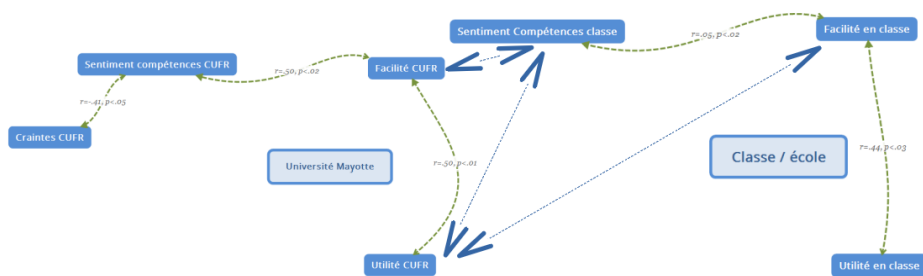 Sentiment Compétences classe
Facilité en classe
r=.05, p<.02
Sentiment compétences CUFR
r=.50, p<.02
Facilité CUFR
r=-.41, p<.05
Craintes CUFR
Université Mayotte
r=.50, p<.01
Classe / école
r=.44, p<.03
Utilité CUFR
Utilité en classe